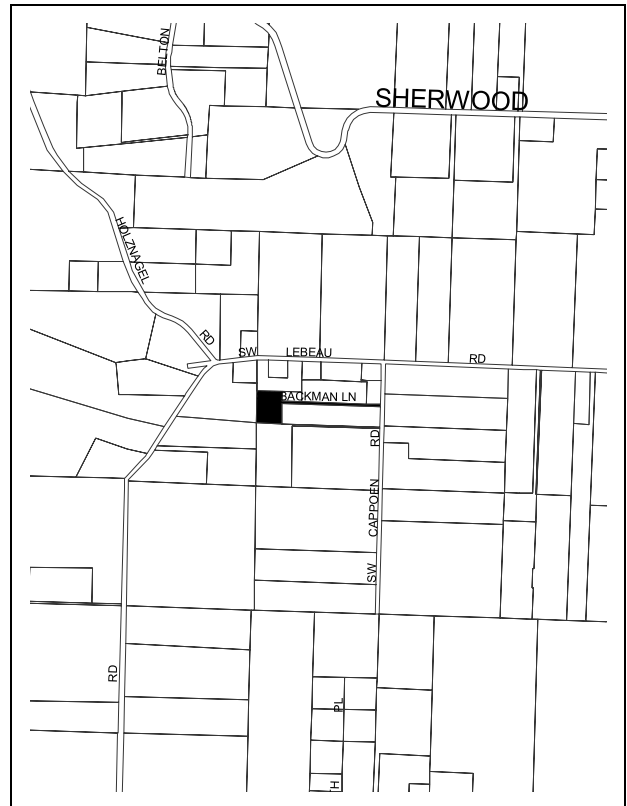 BELTON
SHERWOOD
HOLZNAGEL
RD
SW LEBEAU RD
BACKMAN LN
RD
CAPPOEN
SW
RD
PL
H